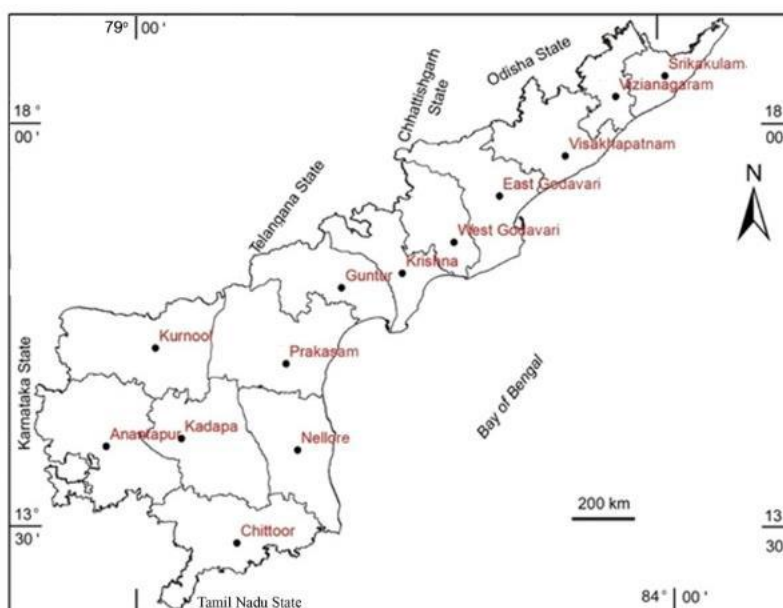 79° 00'
84° 00'
Odisha State
Srikakulam
Vizianagaram
Chhattishgarh
State
18°
00'
18
00
Visakhapatnam
N
East Godavari
Telangana State
West Godavari
Krishna
Guntur
Kurnool
Prakasam
Karnataka State
Bay of Bengal
Anantapur
Kadapa
Nellore
200 km
13°
30'
13
30
Chittoor
Tamil Nadu State
84° 00'